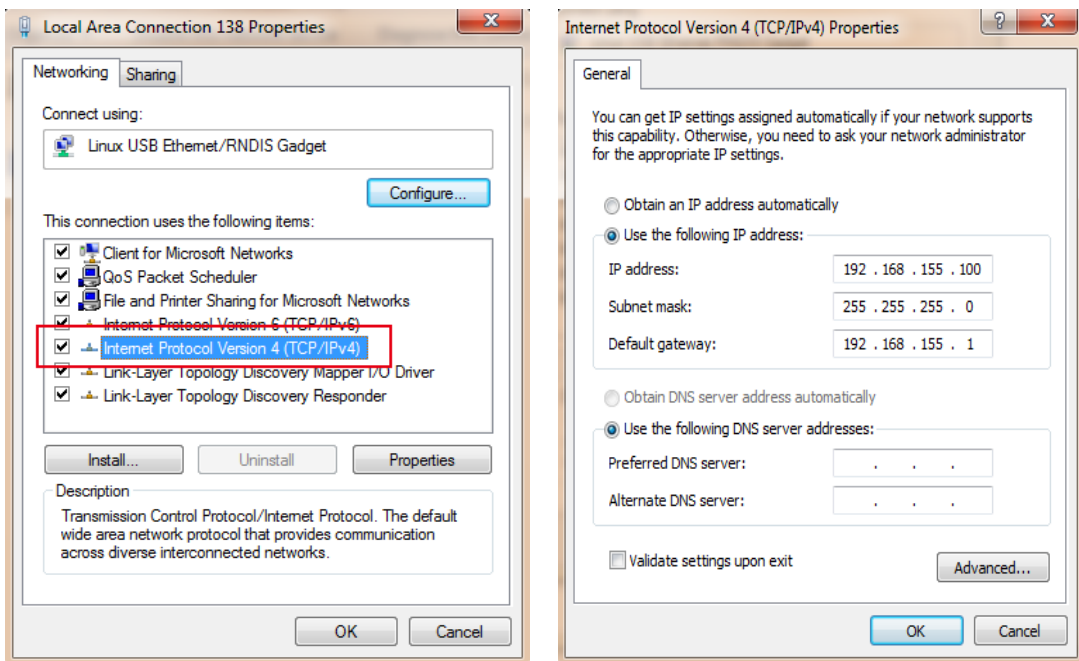 Local Area Connection 138 Properties
Networking
Sharing
Connect using:
Linux USB Ethernet/RNDIS Gadget
Configure...
This connection uses the following items:
Client for Microsoft Networks
QoS Packet Scheduler
File and Printer Sharing for Microsoft Networks
Internet Protocol Version 6 (TCP/IPv6)
Internet Protocol Version 4 (TCP/IPv4)
Link-Layer Topology Discovery Mapper I/O Driver
Link-Layer Topology Discovery Responder
Install...
Uninstall
Properties
Description
Transmission Control Protocol/Internet Protocol. The default
wide area network protocol that provides communication
across diverse interconnected networks.
OK
Cancel
Internet Protocol Version 4 (TCP/IPv4) Properties
General
You can get IP settings assigned automatically if your network supports
this capability. Otherwise, you need to ask your network administrator
for the appropriate IP settings.
Obtain an IP address automatically
Use the following IP address:
IP address: 192 . 168 . 155 . 100
Subnet mask: 255 . 255 . 255 . 0
Default gateway: 192 . 168 . 155 . 1
Obtain DNS server address automatically
Use the following DNS server addresses:
Preferred DNS server: . . .
Alternate DNS server: . . .
Validate settings upon exit
Advanced...
OK
Cancel